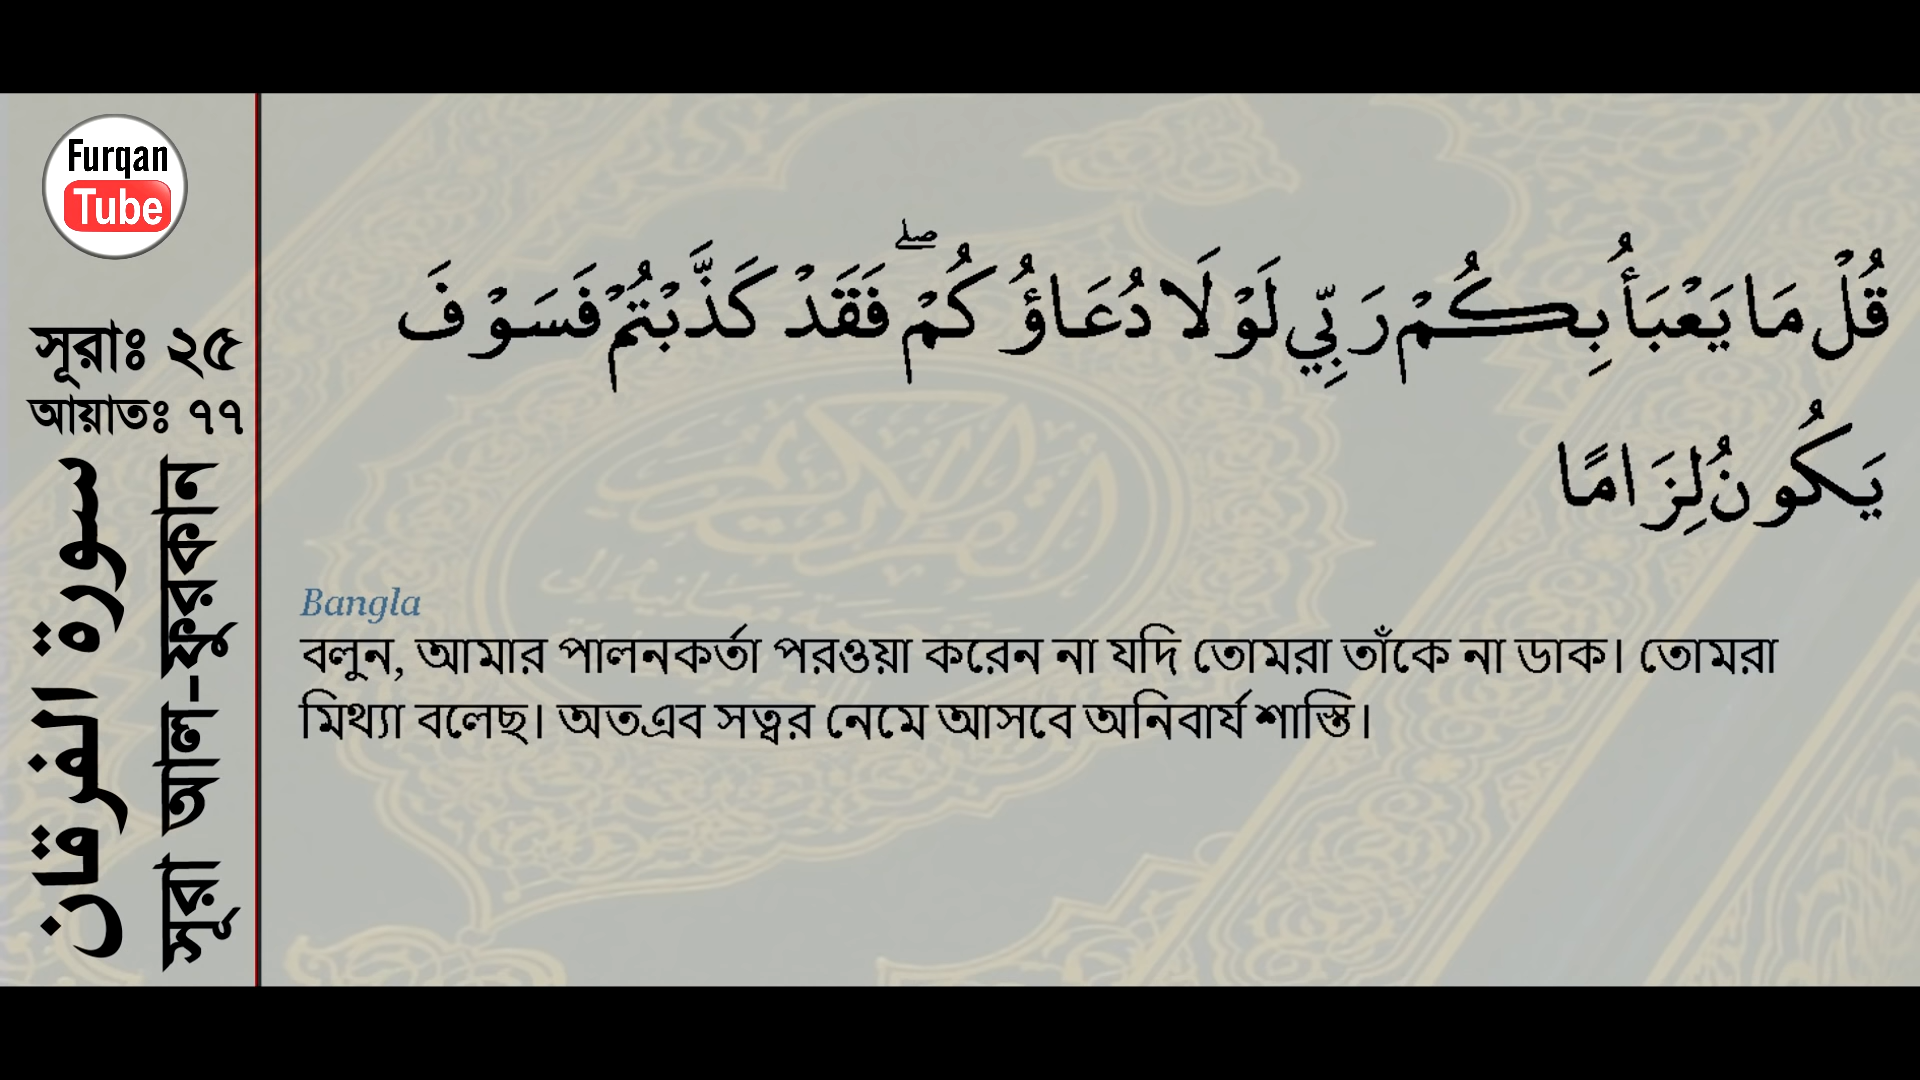 Furqan
Tube
সূরাঃ ২৫
আয়াতঃ ৭৭
سورة الفرقان
সূরা আল-ফুরকান
قُلْ مَا يَعْبَأُ بِكُمْ رَبِّي لَوْلَا دُعَاؤُكُمْ ۖ فَقَدْ كَذَّبْتُمْ فَسَوْفَ
يَكُونُ لِزَامًا
Bangla
বলুন, আমার পালনকর্তা পরওয়া করেন না যদি তোমরা তাঁকে না ডাক। তোমরা
মিথ্যা বলেছ। অতএব সত্বর নেমে আসবে অনিবার্য শাস্তি।